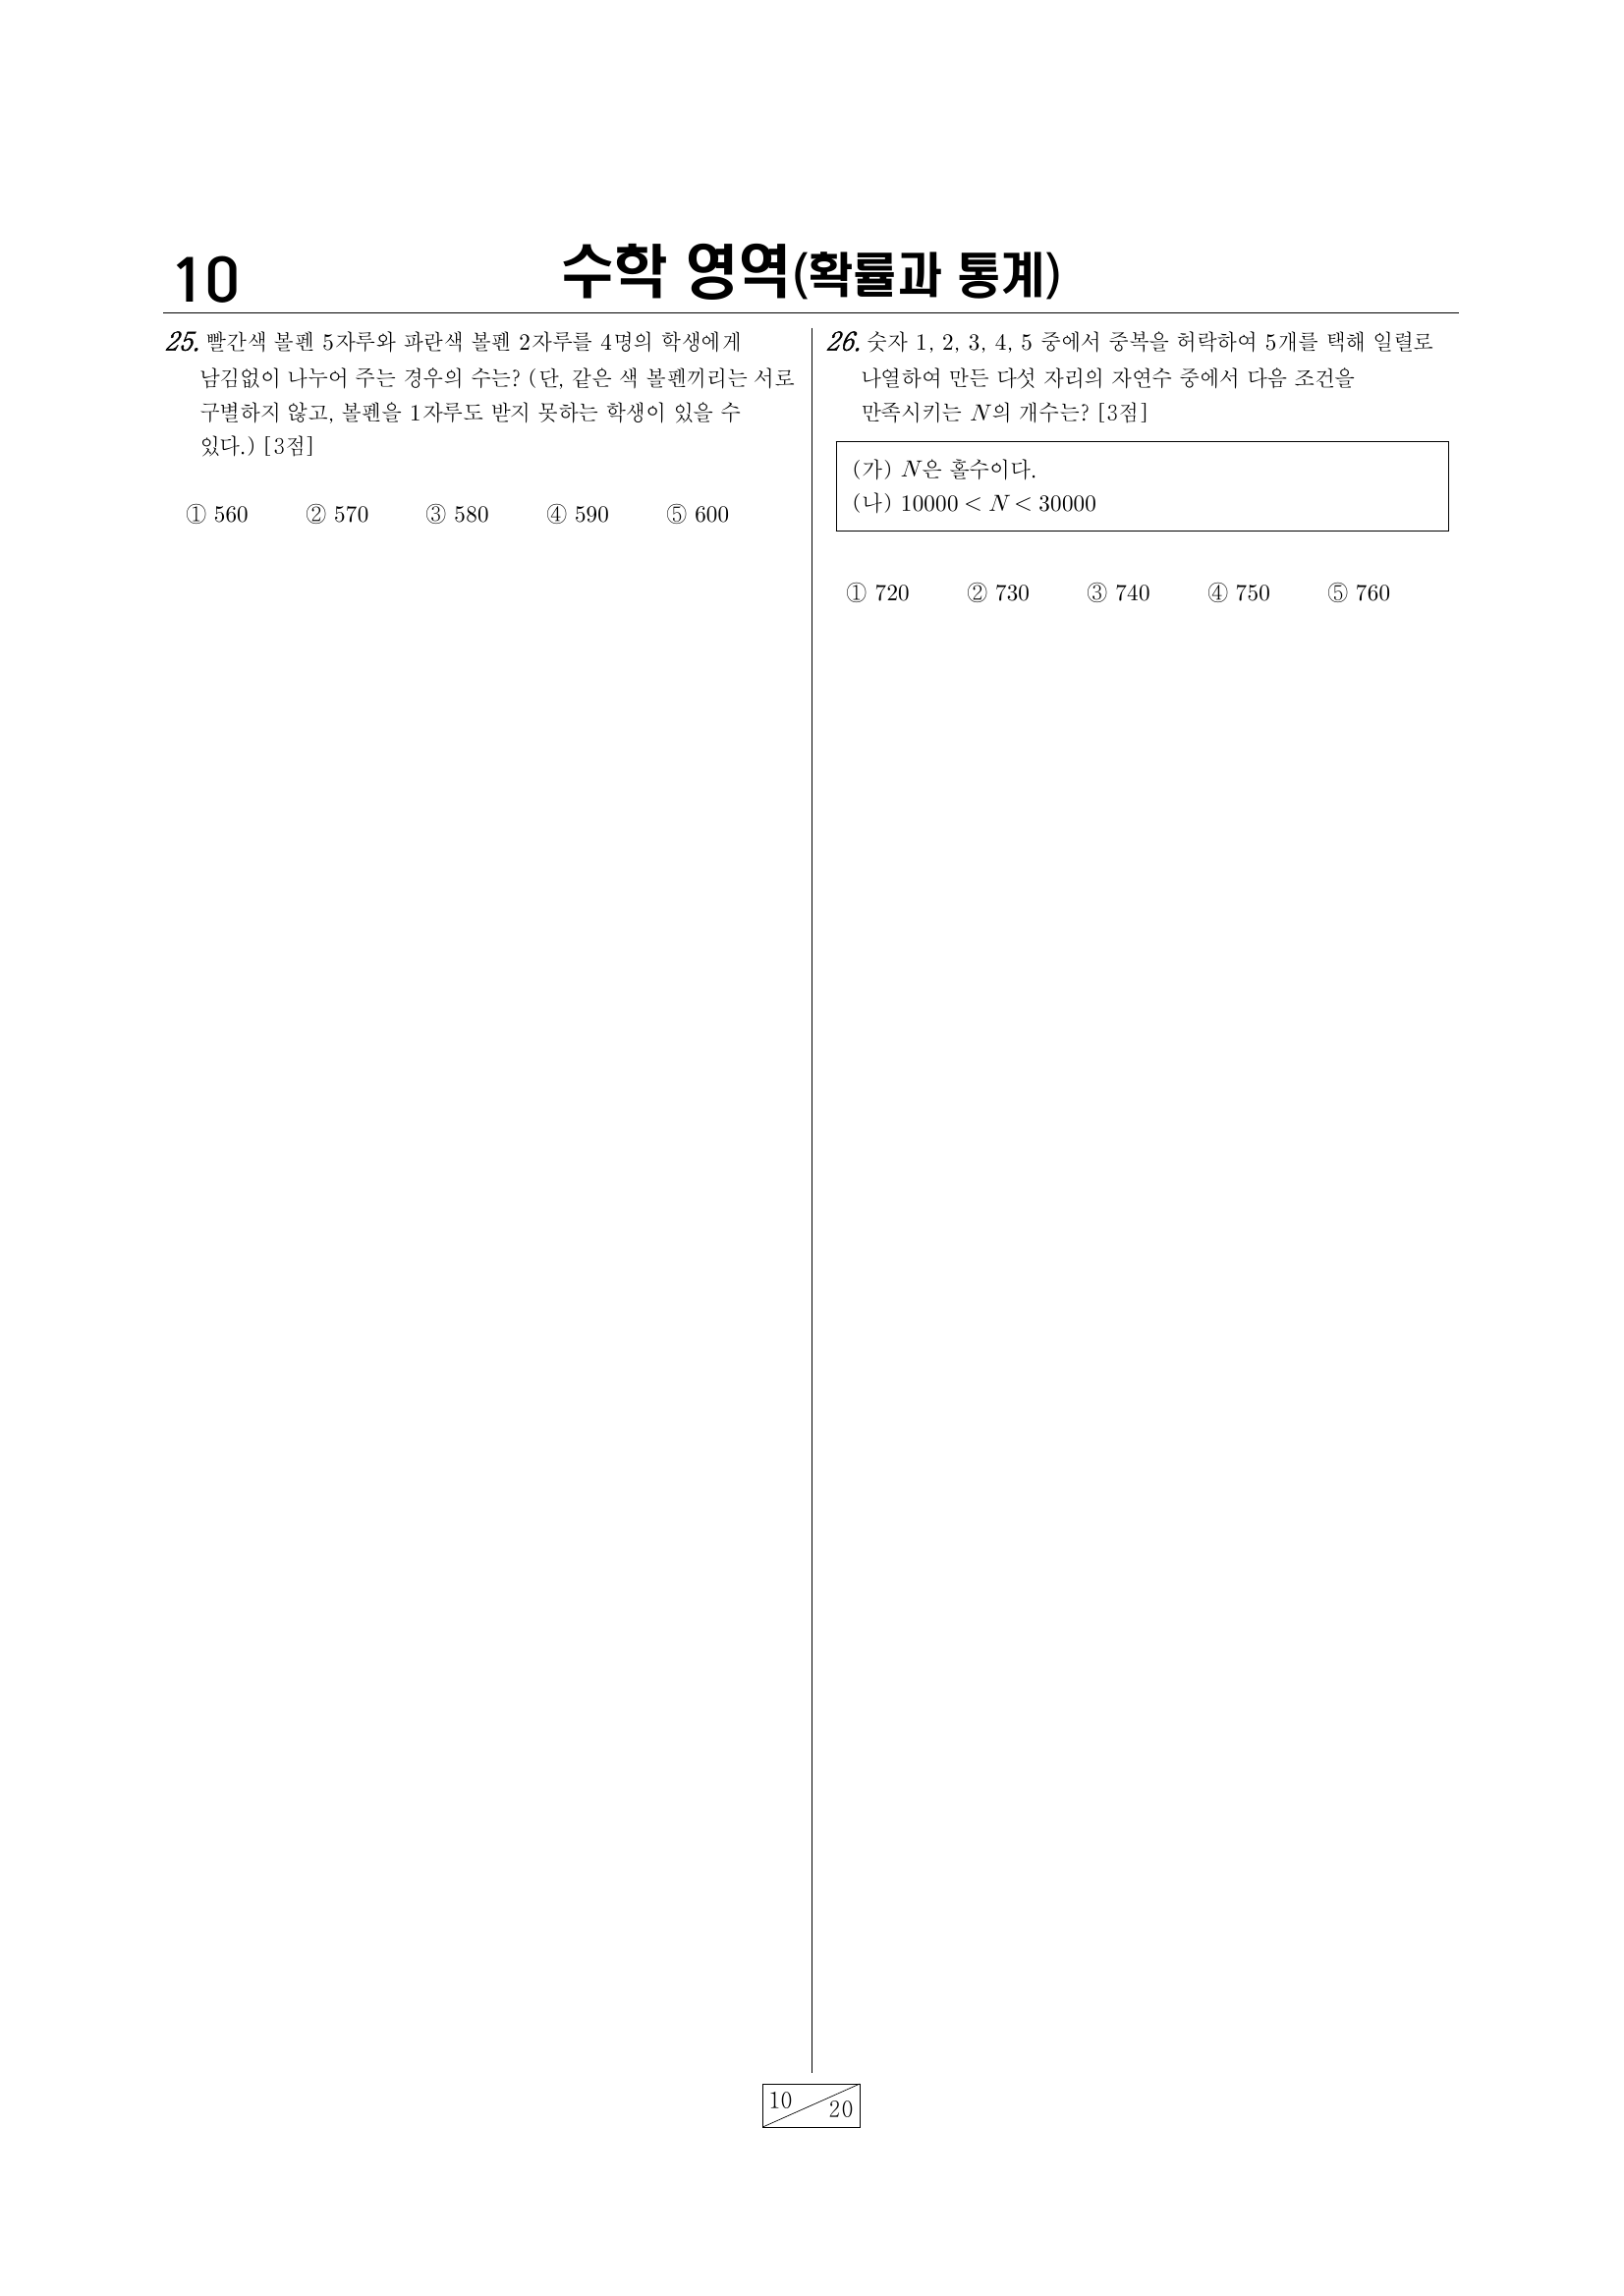 10
수학 영역(확률과 통계)
25. 빨간색 볼펜 5자루와 파란색 볼펜 2자루를 4명의 학생에게
남김없이 나누어 주는 경우의 수는? (단, 같은 색 볼펜끼리는 서로
구별하지 않고, 볼펜을 1자루도 받지 못하는 학생이 있을 수
있다.) [3점]
① 560 ② 570 ③ 580 ④ 590 ⑤ 600
26. 숫자 1, 2, 3, 4, 5 중에서 중복을 허락하여 5개를 택해 일렬로
나열하여 만든 다섯 자리의 자연수 중에서 다음 조건을
만족시키는 N의 개수는? [3점]
(가) N은 홀수이다.
(나) 10000 < N < 30000
① 720 ② 730 ③ 740 ④ 750 ⑤ 760
10
20